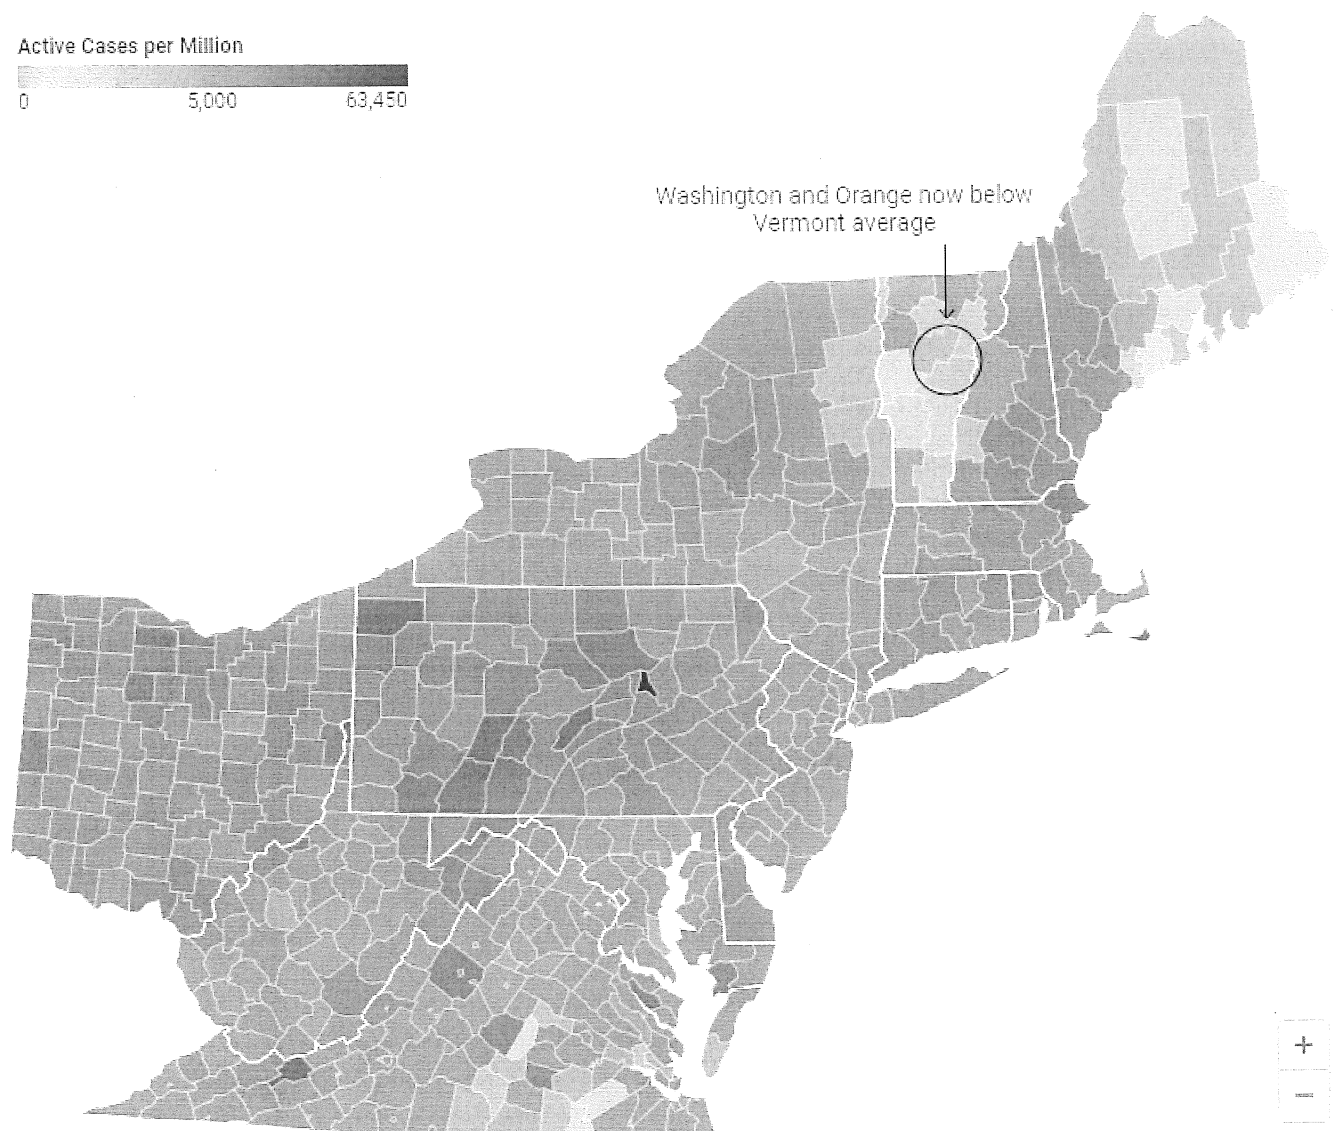 Active Cases per Million
0 5,000 63,450
Washington and Orange now below
Vermont average
+
−